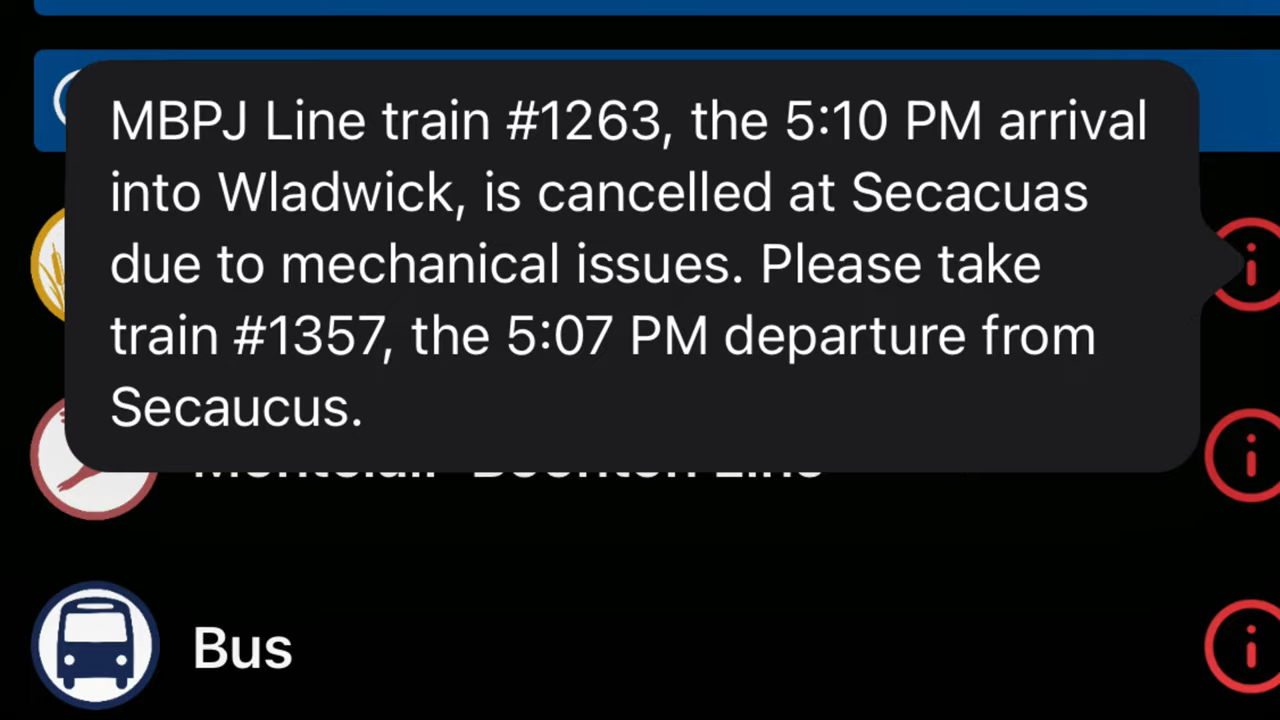 MBPJ Line train #1263, the 5:10 PM arrival
into Wladwick, is cancelled at Secacuas
due to mechanical issues. Please take
train #1357, the 5:07 PM departure from
Secaucus.
Bus